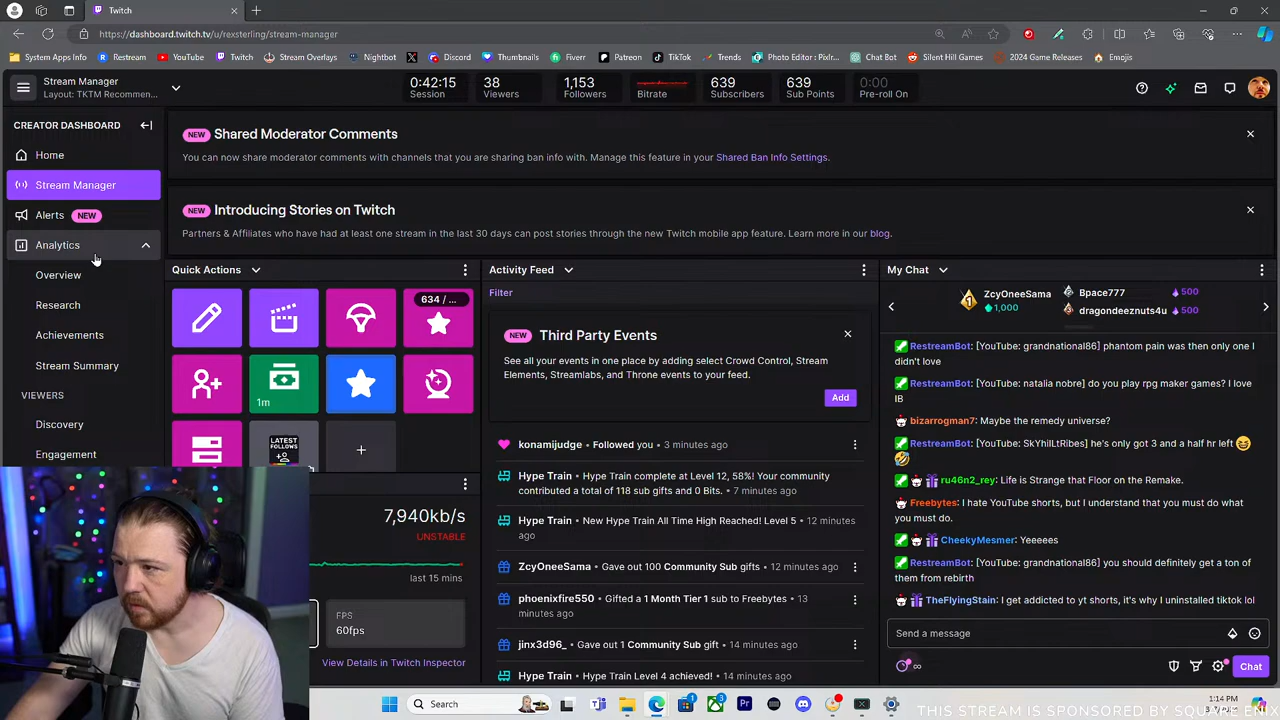 Twitch
https://dashboard.twitch.tv/u/rexsterling/stream-manager
System Apps Info
Restream
Twitch
Stream Overlays
Nightbot
Discord
Thumbnails
Fiverr
Patreon
TikTok
Trends
Photo Editor : Pixlr...
Chat Bot
Silent Hill Games
2024 Game Releases
Emojis
Stream Manager
Layout: TKTM Recommen...
0:42:15
Session
38
Viewers
1,153
Followers
Bitrate
639
Subscribers
639
Sub Points
0:00
Pre-roll On
CREATOR DASHBOARD
Home
Stream Manager
Alerts NEW
Analytics
Overview
Research
Achievements
Stream Summary
VIEWERS
Discovery
Engagement
NEW Shared Moderator Comments
You can now share moderator comments with channels that you are sharing ban info with. Manage this feature in your Shared Ban Info Settings.
NEW Introducing Stories on Twitch
Partners & Affiliates who have had at least one stream in the last 30 days can post stories through the new Twitch mobile app feature. Learn more in our blog.
Quick Actions
634 / ...
1m
LATEST
FOLLOWS
7,940kb/s
UNSTABLE
last 15 mins
FPS
60fps
View Details in Twitch Inspector
Activity Feed
Filter
NEW Third Party Events
See all your events in one place by adding select Crowd Control, Stream
Elements, Streamlabs, and Throne events to your feed.
Add
konamijudge • Followed you • 3 minutes ago
Hype Train • Hype Train complete at Level 12, 58%! Your community
contributed a total of 118 sub gifts and 0 Bits. • 7 minutes ago
Hype Train • New Hype Train All Time High Reached! Level 5 • 12 minutes
ago
ZcyOneeSama • Gave out 100 Community Sub gifts • 12 minutes ago
phoenixfire550 • Gifted a 1 Month Tier 1 sub to Freebytes • 13
minutes ago
jinx3d96_ • Gave out 1 Community Sub gift • 14 minutes ago
Hype Train • Hype Train Level 4 achieved! • 14 minutes ago
My Chat
1 ZcyOneeSama
1,000
Bpace777 500
dragondeeznuts4u 500
RestreamBot: [YouTube: grandnational86] phantom pain was then only one I
didn't love
RestreamBot: [YouTube: natalia nobre] do you play rpg maker games? I love
IB
bizarrogman7: Maybe the remedy universe?
RestreamBot: [YouTube: SkYhilLtRibes] he's only got 3 and a half hr left
ru46n2_rey: Life is Strange that Floor on the Remake.
Freebytes: I hate YouTube shorts, but I understand that you must do what
you must do.
CheekyMesmer: Yeeeees
RestreamBot: [YouTube: grandnational86] you should definitely get a ton of
them from rebirth
TheFlyingStain: I get addicted to yt shorts, it's why I uninstalled tiktok lol
Send a message
∞
Chat
Search
1:14 PM
THIS STREAM IS SPONSORED BY SQUARE ENIX